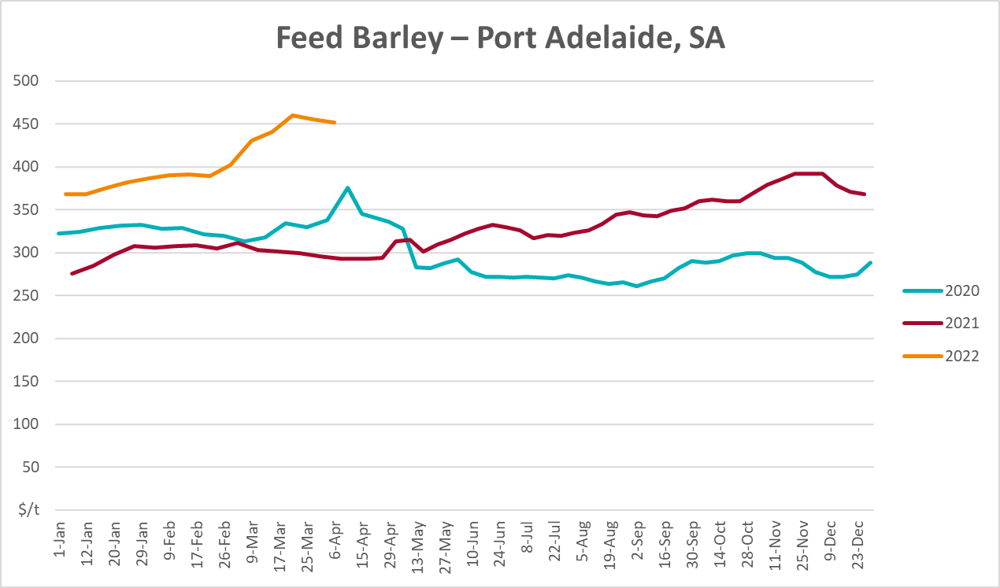 Feed Barley – Port Adelaide, SA
500
450
400
350
300
250
200
150
100
50
$/t
1-Jan
12-Jan
20-Jan
29-Jan
9-Feb
17-Feb
26-Feb
9-Mar
17-Mar
25-Mar
6-Apr
15-Apr
29-Apr
13-May
27-May
10-Jun
24-Jun
8-Jul
22-Jul
5-Aug
19-Aug
2-Sep
16-Sep
30-Sep
14-Oct
28-Oct
11-Nov
25-Nov
9-Dec
23-Dec
2020
2021
2022